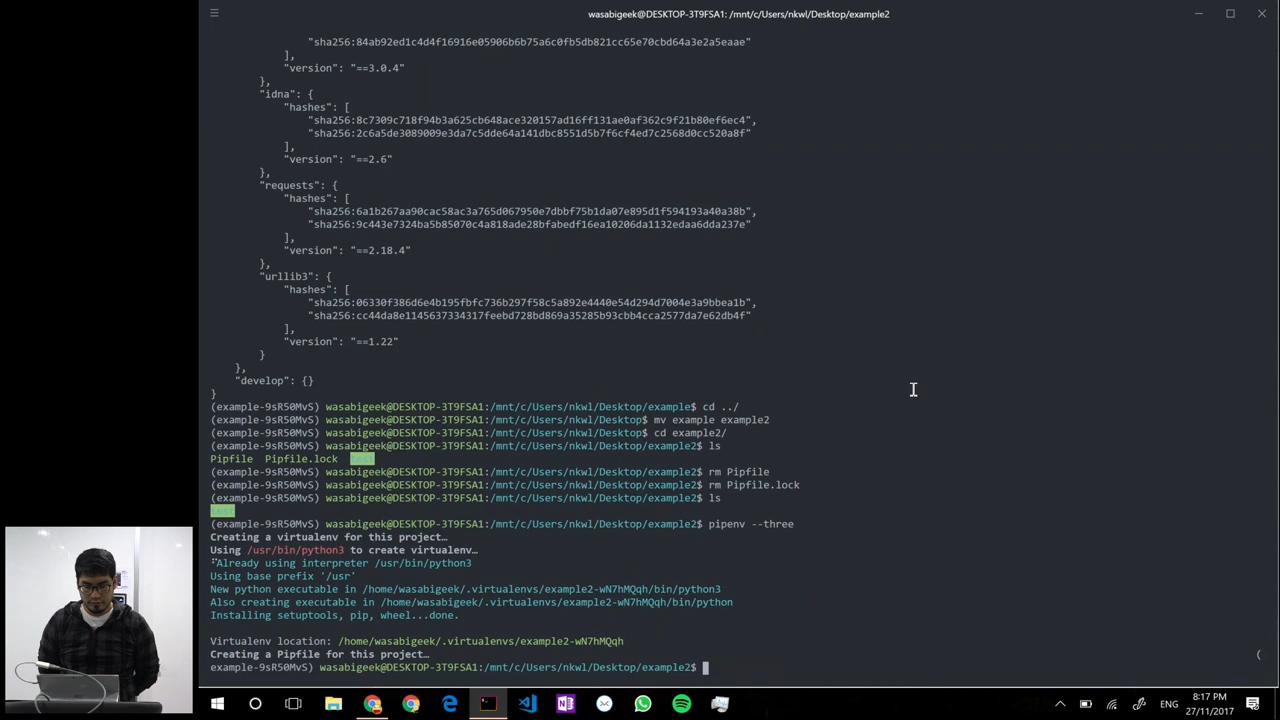 wasabigeek@DESKTOP-3T9FSA1: /mnt/c/Users/nkwl/Desktop/example2
"sha256:84ab92ed1c4d4f16916e05906b6b75a6c0fb5db821cc65e70cbd64a3e2a5eaae"
],
"version": "==3.0.4"
},
"idna": {
"hashes": [
"sha256:8c7309c718f94b3a625cb648ace320157ad16ff131ae0af362c9f21b80ef6ec4",
"sha256:2c6a5de3089009e3da7c5dde64a141dbc8551d5b7f6cf4ed7c2568d0cc520a8f"
],
"version": "==2.6"
},
"requests": {
"hashes": [
"sha256:6a1b267aa90cac58ac3a765d067950e7dbbf75b1da07e895d1f594193a40a38b",
"sha256:9c443e7324ba5b85070c4a818ade28bfabedf16ea10206da1132edaa6dda237e"
],
"version": "==2.18.4"
},
"urllib3": {
"hashes": [
"sha256:06330f386d6e4b195fbfc736b297f58c5a892e4440e54d294d7004e3a9bbea1b",
"sha256:cc44da8e1145637334317feebd728bd869a35285b93cbb4cca2577da7e62db4f"
],
"version": "==1.22"
}
},
"develop": {}
}
(example-9sR50MvS) wasabigeek@DESKTOP-3T9FSA1:/mnt/c/Users/nkwl/Desktop/example$ cd ../
(example-9sR50MvS) wasabigeek@DESKTOP-3T9FSA1:/mnt/c/Users/nkwl/Desktop$ mv example example2
(example-9sR50MvS) wasabigeek@DESKTOP-3T9FSA1:/mnt/c/Users/nkwl/Desktop$ cd example2/
(example-9sR50MvS) wasabigeek@DESKTOP-3T9FSA1:/mnt/c/Users/nkwl/Desktop/example2$ ls
Pipfile Pipfile.lock test
(example-9sR50MvS) wasabigeek@DESKTOP-3T9FSA1:/mnt/c/Users/nkwl/Desktop/example2$ rm Pipfile
(example-9sR50MvS) wasabigeek@DESKTOP-3T9FSA1:/mnt/c/Users/nkwl/Desktop/example2$ rm Pipfile.lock
(example-9sR50MvS) wasabigeek@DESKTOP-3T9FSA1:/mnt/c/Users/nkwl/Desktop/example2$ ls
test
(example-9sR50MvS) wasabigeek@DESKTOP-3T9FSA1:/mnt/c/Users/nkwl/Desktop/example2$ pipenv --three
Creating a virtualenv for this project…
Using /usr/bin/python3 to create virtualenv…
Already using interpreter /usr/bin/python3
Using base prefix '/usr'
New python executable in /home/wasabigeek/.virtualenvs/example2-wN7hMQqh/bin/python3
Also creating executable in /home/wasabigeek/.virtualenvs/example2-wN7hMQqh/bin/python
Installing setuptools, pip, wheel...done.
Virtualenv location: /home/wasabigeek/.virtualenvs/example2-wN7hMQqh
Creating a Pipfile for this project…
(
example-9sR50MvS) wasabigeek@DESKTOP-3T9FSA1:/mnt/c/Users/nkwl/Desktop/example2$
ENG
8:17 PM
27/11/2017